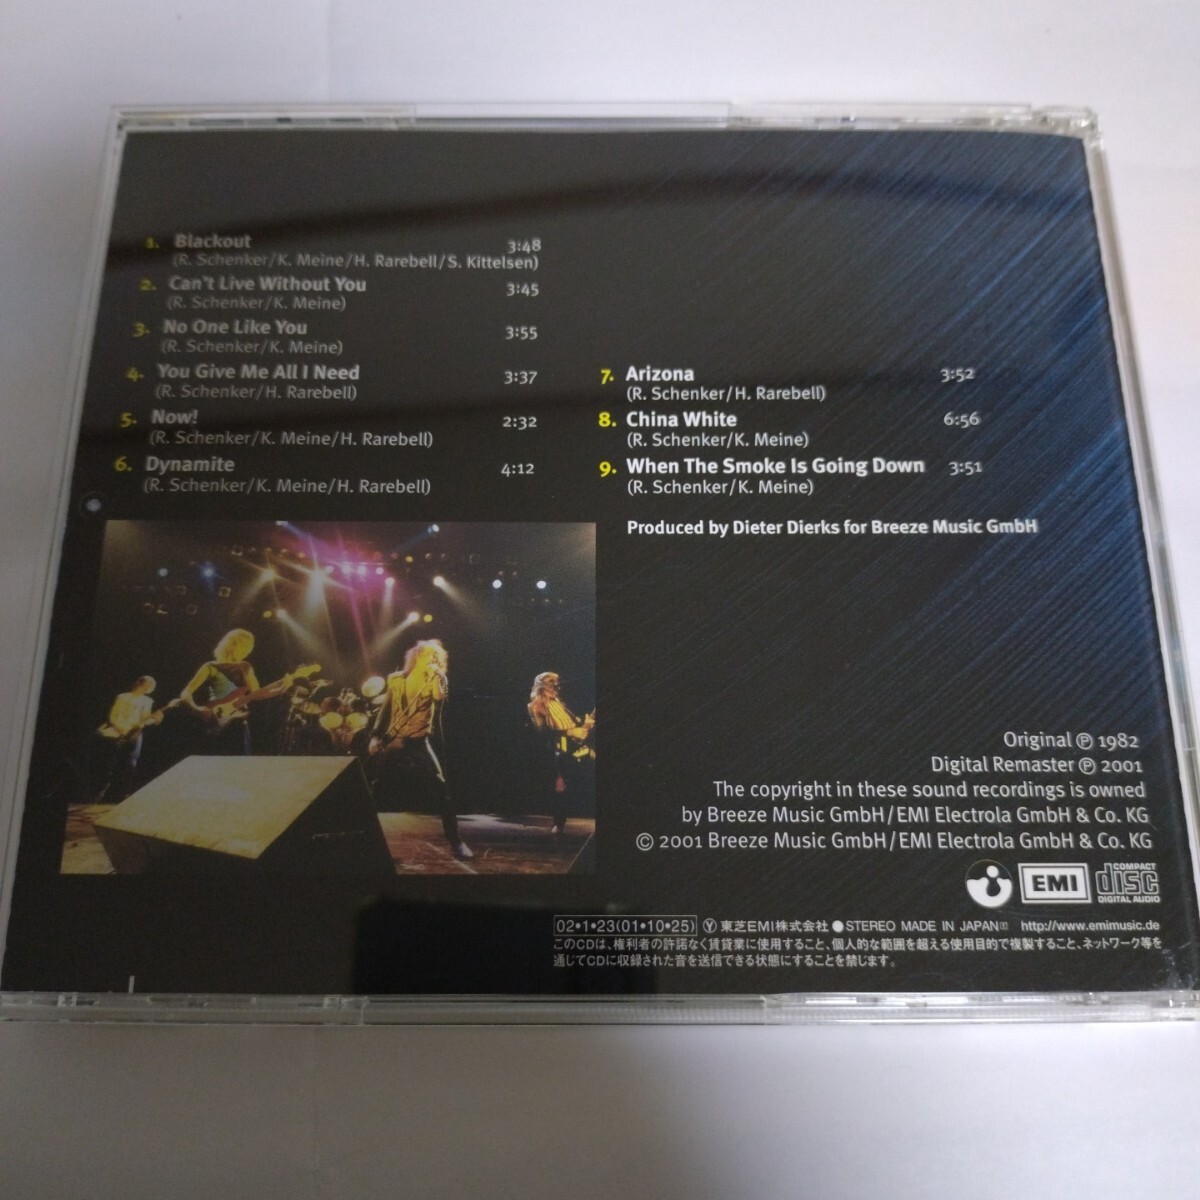 1. Blackout 3:48
(R. Schenker/K. Meine/H. Rarebell/S. Kittelsen)
2. Can't Live Without You 3:45
(R. Schenker/K. Meine)
3. No One Like You 3:55
(R. Schenker/K. Meine)
4. You Give Me All I Need 3:37
(R. Schenker/H. Rarebell)
5. Now! 2:32
(R. Schenker/K. Meine/H. Rarebell)
6. Dynamite 4:12
(R. Schenker/K. Meine/H. Rarebell)
7. Arizona 3:52
(R. Schenker/H. Rarebell)
8. China White 6:56
(R. Schenker/K. Meine)
9. When The Smoke Is Going Down 3:51
(R. Schenker/K. Meine)
Produced by Dieter Dierks for Breeze Music GmbH
Original ℗ 1982
Digital Remaster ℗ 2001
The copyright in these sound recordings is owned
by Breeze Music GmbH/EMI Electrola GmbH & Co. KG
© 2001 Breeze Music GmbH/EMI Electrola GmbH & Co. KG
EMI
COMPACT
disc
DIGITAL AUDIO
02•1•23(01•10•25) Ⓨ東芝EMI株式会社 ●STEREO MADE IN JAPAN http://www.emimusic.de
このCDは、権利者の許諾なく賃貸業に使用すること、個人的な範囲を超える使用目的で複製すること、ネットワーク等を
通じてCDに収録された音を送信できる状態にすることを禁じます。